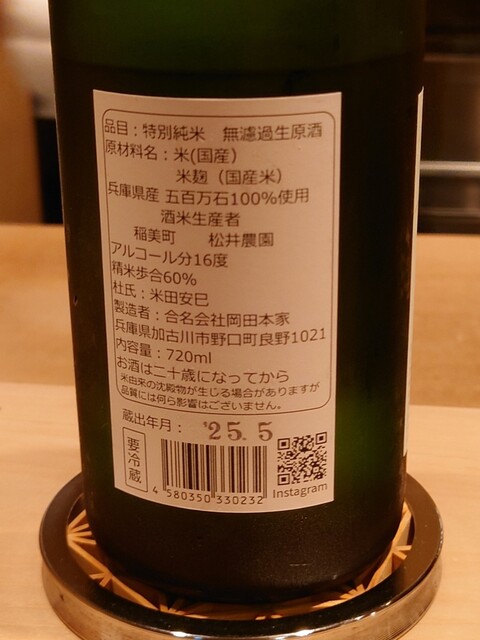 品目：特別純米 無濾過生原酒
原材料名：米(国産)
米麹（国産米）
兵庫県産 五百万石100%使用
酒米生産者
稲美町 松井農園
アルコール分16度
精米歩合60%
杜氏：米田安巳
製造者：合名会社岡田本家
兵庫県加古川市野口町良野1021
内容量：720ml
お酒は二十歳になってから
米由来の沈殿物が生じる場合がありますが
品質には何ら影響はございません。
蔵出年月： '25. 5
要冷蔵
4 580350 330232
Instagram